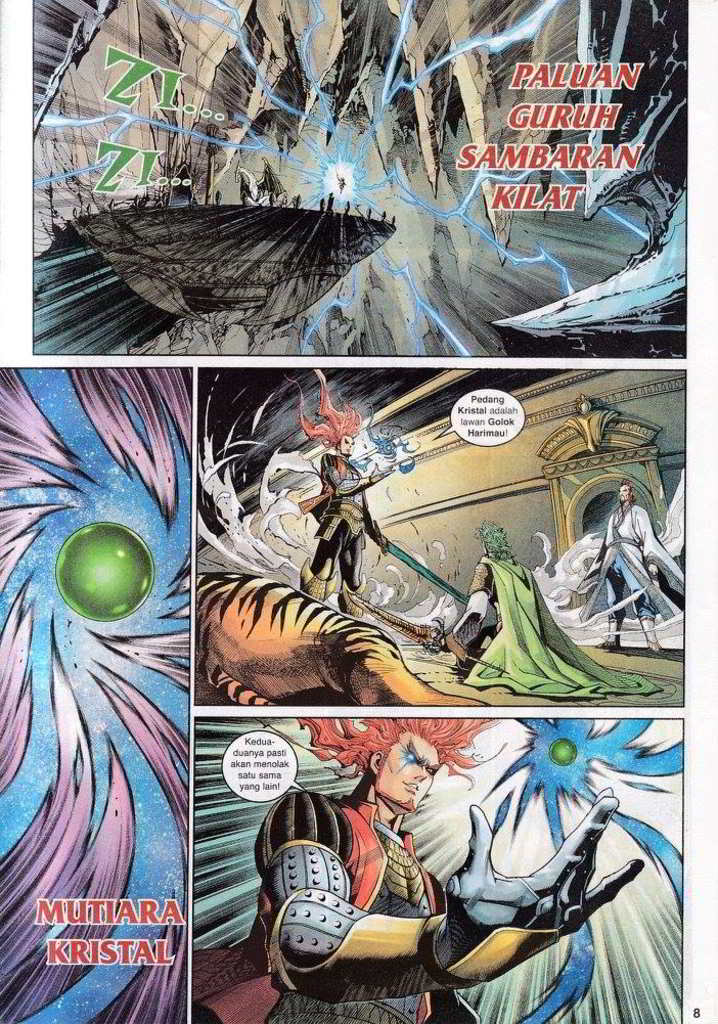 ZI...
ZI...
PALUAN
GURUH
SAMBARAN
KILAT
Pedang
Kristal adalah
lawan Golok
Harimau!
MUTIARA
KRISTAL
Kedua-
duanya pasti
akan menolak
satu sama
yang lain!
8